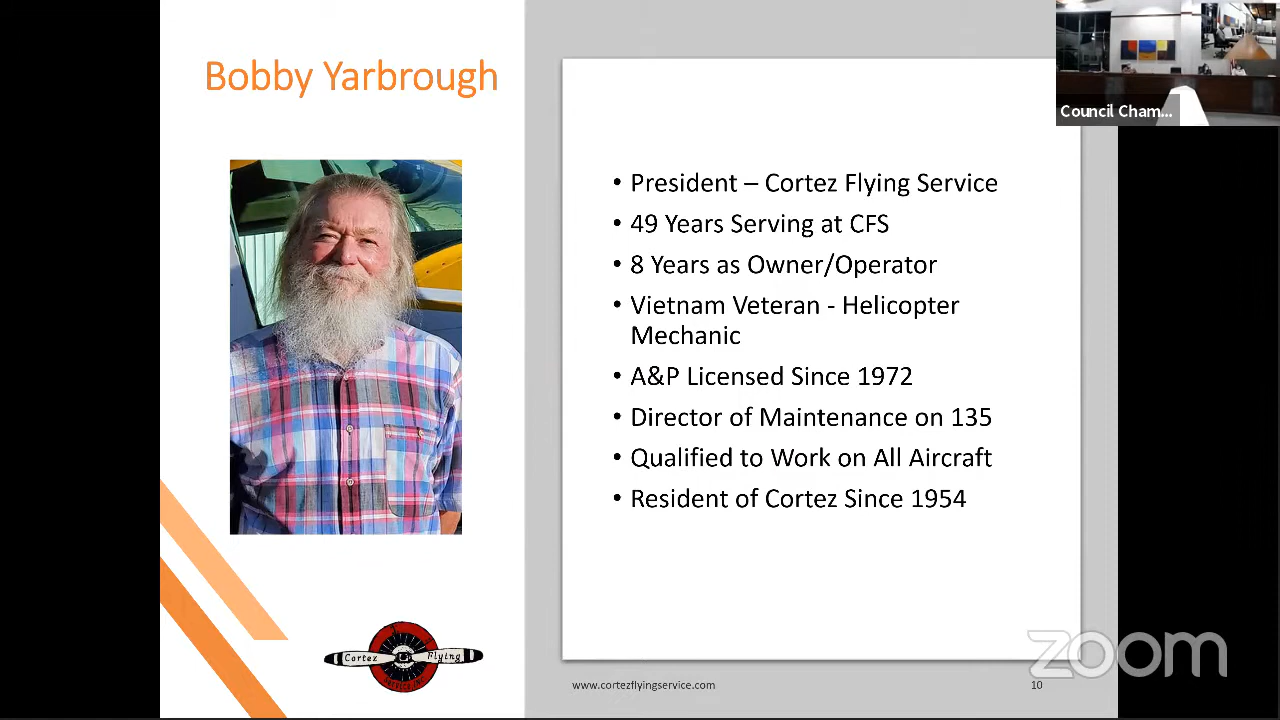 Bobby Yarbrough
Council Cham...
• President – Cortez Flying Service
• 49 Years Serving at CFS
• 8 Years as Owner/Operator
• Vietnam Veteran - Helicopter
Mechanic
• A&P Licensed Since 1972
• Director of Maintenance on 135
• Qualified to Work on All Aircraft
• Resident of Cortez Since 1954
Cortez Flying
SERVICE, INC.
www.cortezflyingservice.com
10
zoom